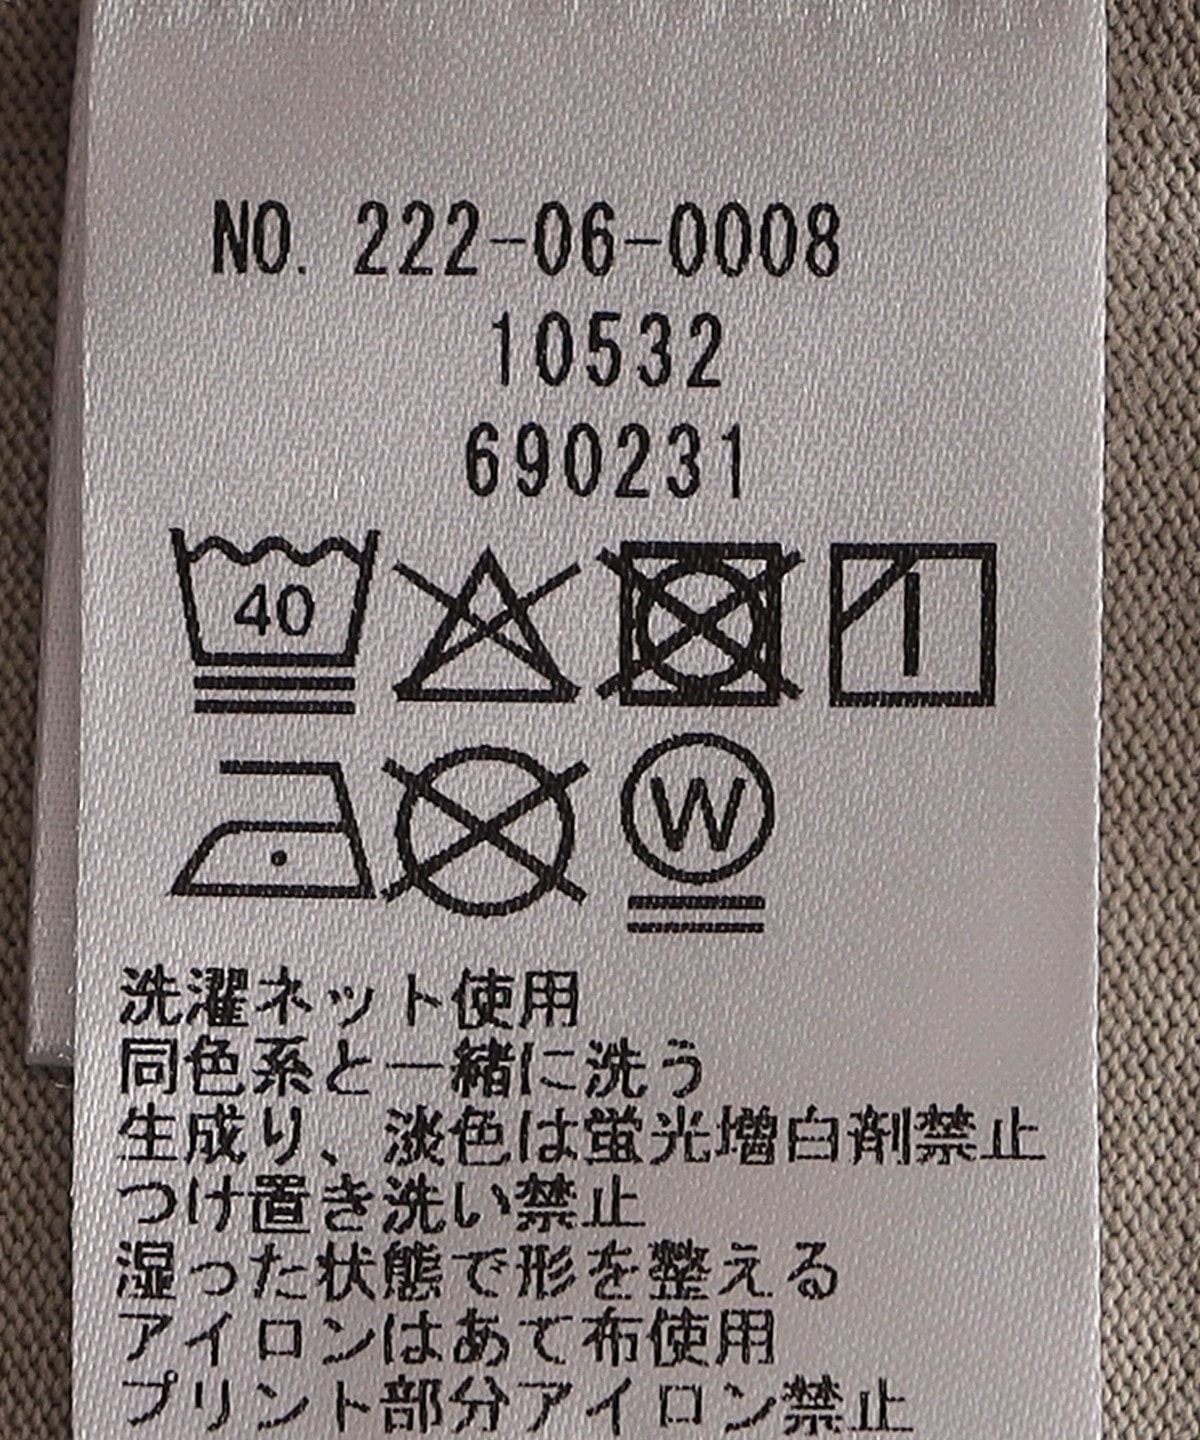 NO. 222-06-0008
10532
690231
40
W
洗濯ネット使用
同色系と一緒に洗う
生成り、淡色は蛍光増白剤禁止
つけ置き洗い禁止
湿った状態で形を整える
アイロンはあて布使用
プリント部分アイロン禁止